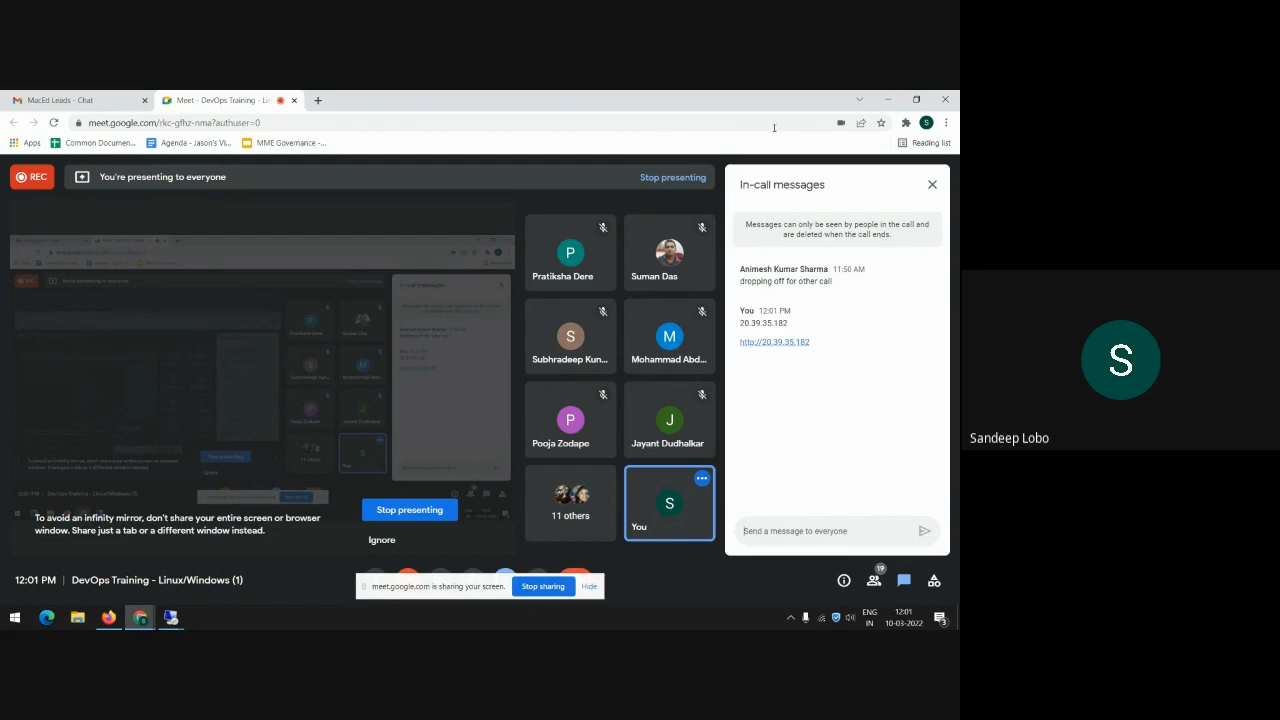 MacEd Leads - Chat
Meet - DevOps Training - Lin
meet.google.com/rkc-gfhz-nma?authuser=0
Apps
Common Documen...
Agenda - Jason's Vi...
MME Governance -...
Reading list
REC
You're presenting to everyone
Stop presenting
To avoid an infinity mirror, don't share your entire screen or browser
window. Share just a tab or a different window instead.
Stop presenting
Ignore
P
Pratiksha Dere
Suman Das
S
Subhradeep Kun...
M
Mohammad Abd...
P
Pooja Zodape
J
Jayant Dudhalkar
11 others
S
You
In-call messages
Messages can only be seen by people in the call and
are deleted when the call ends.
Animesh Kumar Sharma 11:50 AM
dropping off for other call
You 12:01 PM
20.39.35.182
http://20.39.35.182
Send a message to everyone
12:01 PM | DevOps Training - Linux/Windows (1)
meet.google.com is sharing your screen.
Stop sharing
Hide
19
ENG
IN
12:01
10-03-2022
3
S
Sandeep Lobo